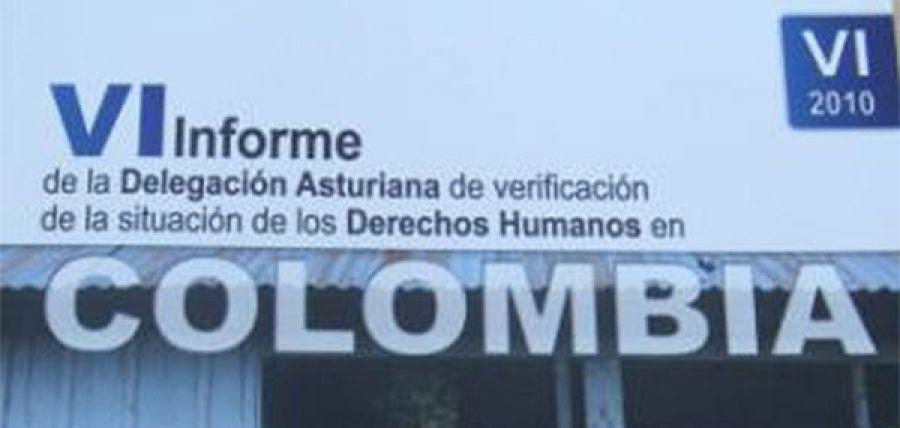 VI
2010
VI Informe
de la Delegación Asturiana de verificación
de la situación de los Derechos Humanos en
COLOMBIA